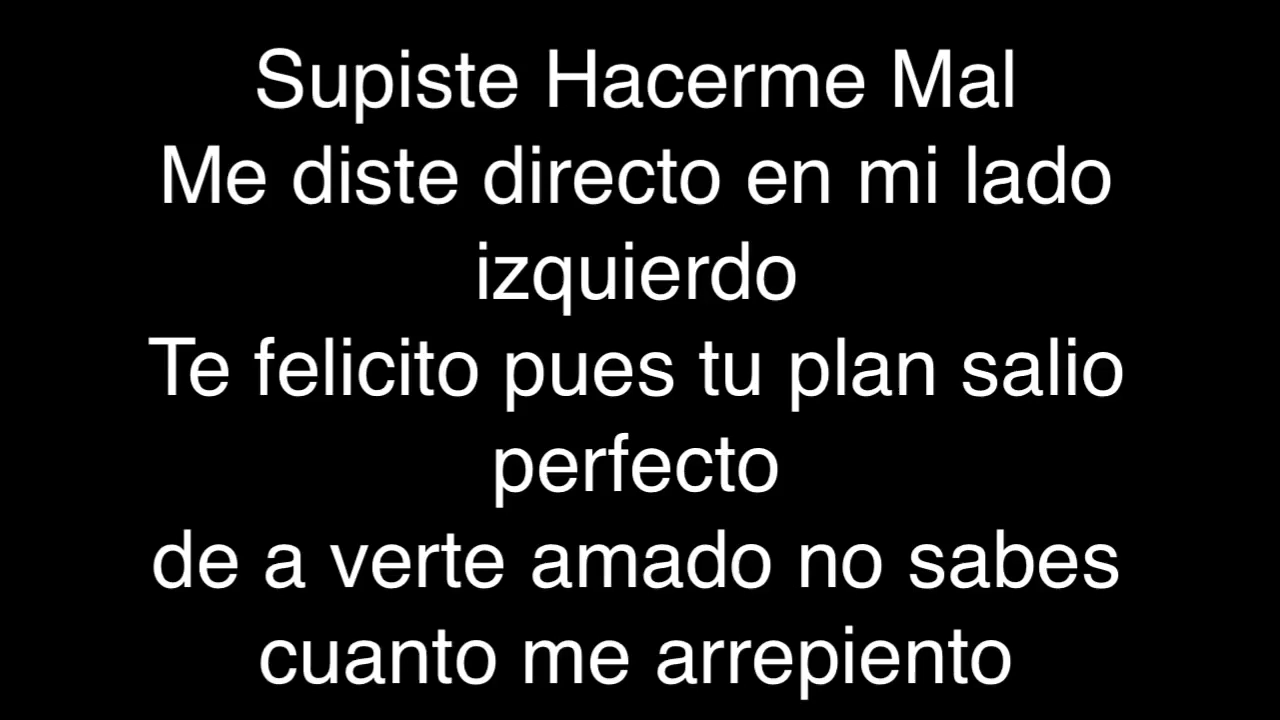 Supiste Hacerme Mal
Me diste directo en mi lado
izquierdo
Te felicito pues tu plan salio
perfecto
de a verte amado no sabes
cuanto me arrepiento